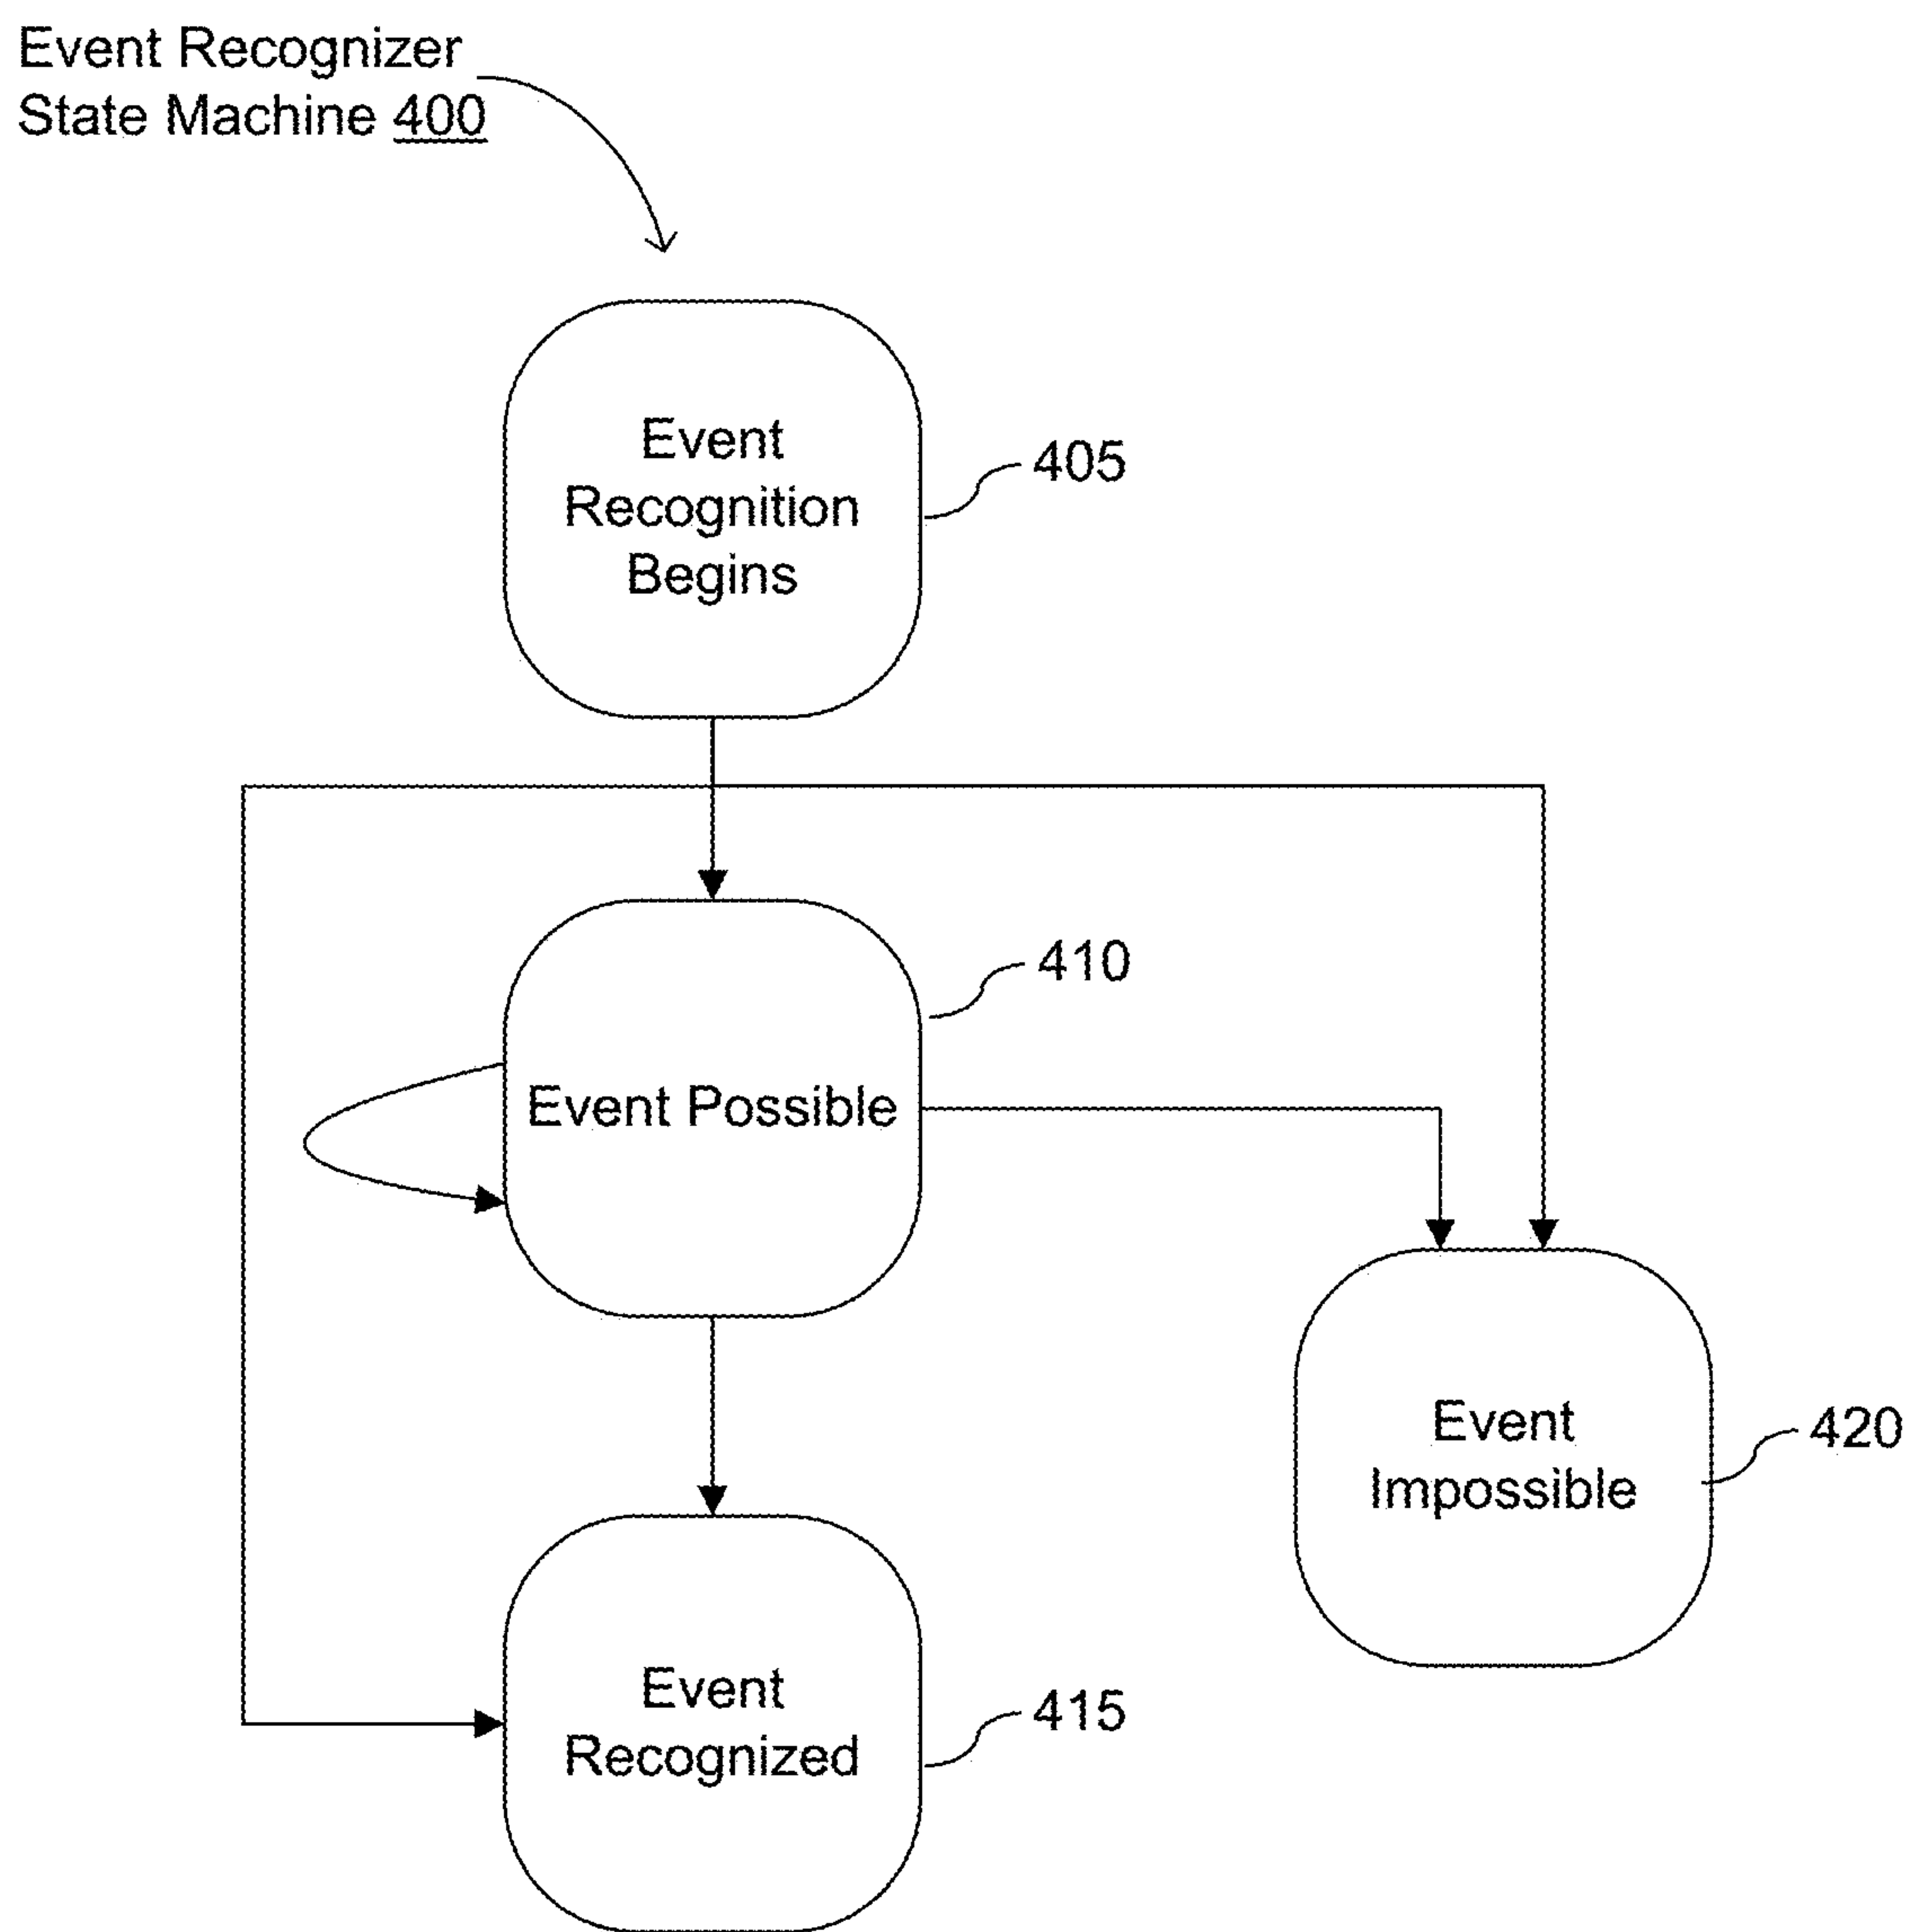 Event Recognizer
State Machine 400
Event
Recognition
Begins
405
410
Event Possible
Event
Impossible
420
Event
Recognized
415